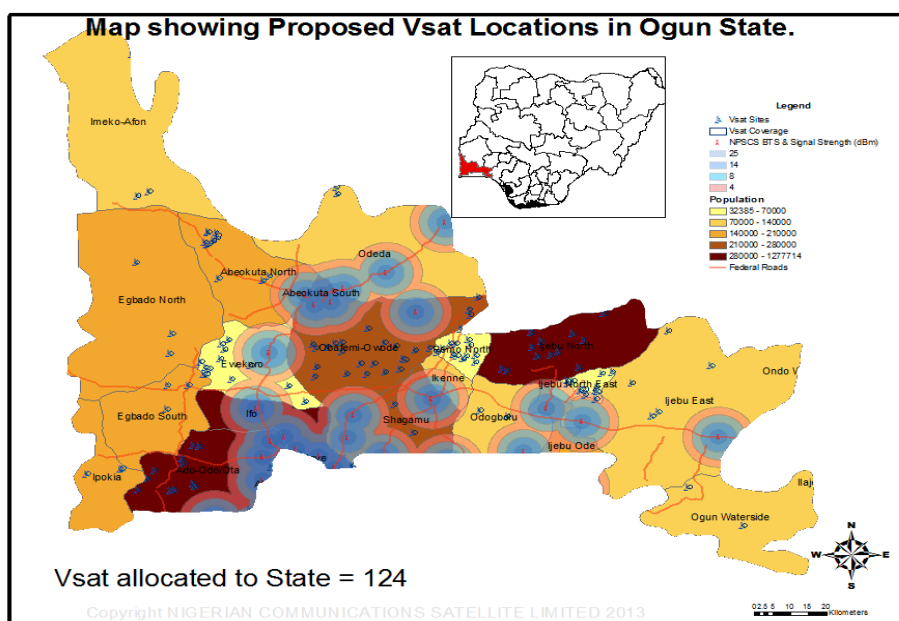 Map showing Proposed Vsat Locations in Ogun State.
Imeko-Afon
Legend
Vsat Sites
Vsat Coverage
NPSCS BTS & Signal Strength (dBm)
25
14
8
4
Population
32385 - 70000
70000 - 140000
140000 - 210000
210000 - 280000
280000 - 1277714
Federal Roads
Odeda
Abeokuta North
Abeokuta South
Egbado North
Obafemi-Owode
Ijebu North
Ikenne
Ijebu North East
Ondo W
Ijebu East
Egbado South
Ifo
Shagamu
Odogbolu
Ijebu Ode
Ado-Odo/Ota
Ipokia
Ilaj
Ogun Waterside
N
W E
S
Vsat allocated to State = 124
Copyright NIGERIAN COMMUNICATIONS SATELLITE LIMITED 2013
0 2.5 5 10 15 20
Kilometers